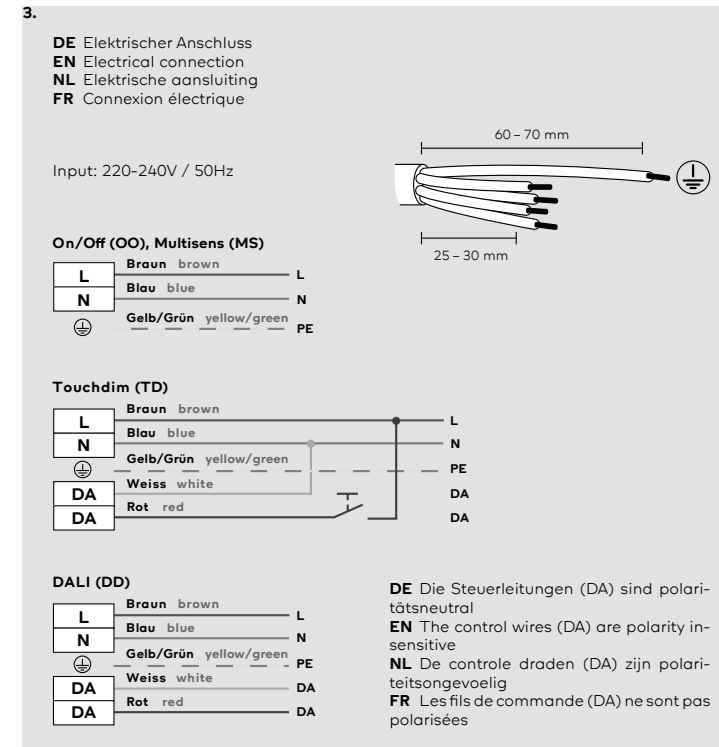 3.
DE Elektrischer Anschluss
EN Electrical connection
NL Elektrische aansluiting
FR Connexion électrique
60 – 70 mm
Input: 220-240V / 50Hz
25 – 30 mm
On/Off (OO), Multisens (MS)
Braun brown
L L
Blau blue
N N
Gelb/Grün yellow/green
PE
Touchdim (TD)
Braun brown
L L
Blau blue
N N
Gelb/Grün yellow/green
PE
Weiss white
DA DA
Rot red
DA DA
DALI (DD)
Braun brown
L L
Blau blue
N N
Gelb/Grün yellow/green
PE
Weiss white
DA DA
Rot red
DA DA
DE Die Steuerleitungen (DA) sind polari-
tätsneutral
EN The control wires (DA) are polarity in-
sensitive
NL De controle draden (DA) zijn polari-
teitsongevoelig
FR Les fils de commande (DA) ne sont pas
polarisées